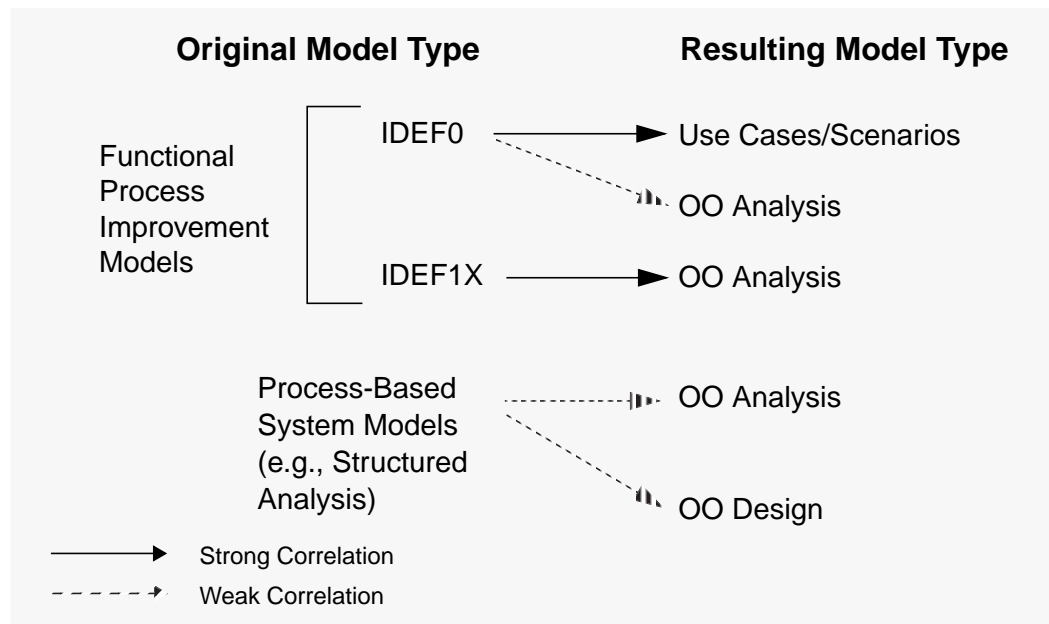 Original Model Type
Resulting Model Type
Functional
Process
Improvement
Models
IDEF0
Use Cases/Scenarios
OO Analysis
IDEF1X
OO Analysis
Process-Based
System Models
(e.g., Structured
Analysis)
OO Analysis
OO Design
Strong Correlation
Weak Correlation